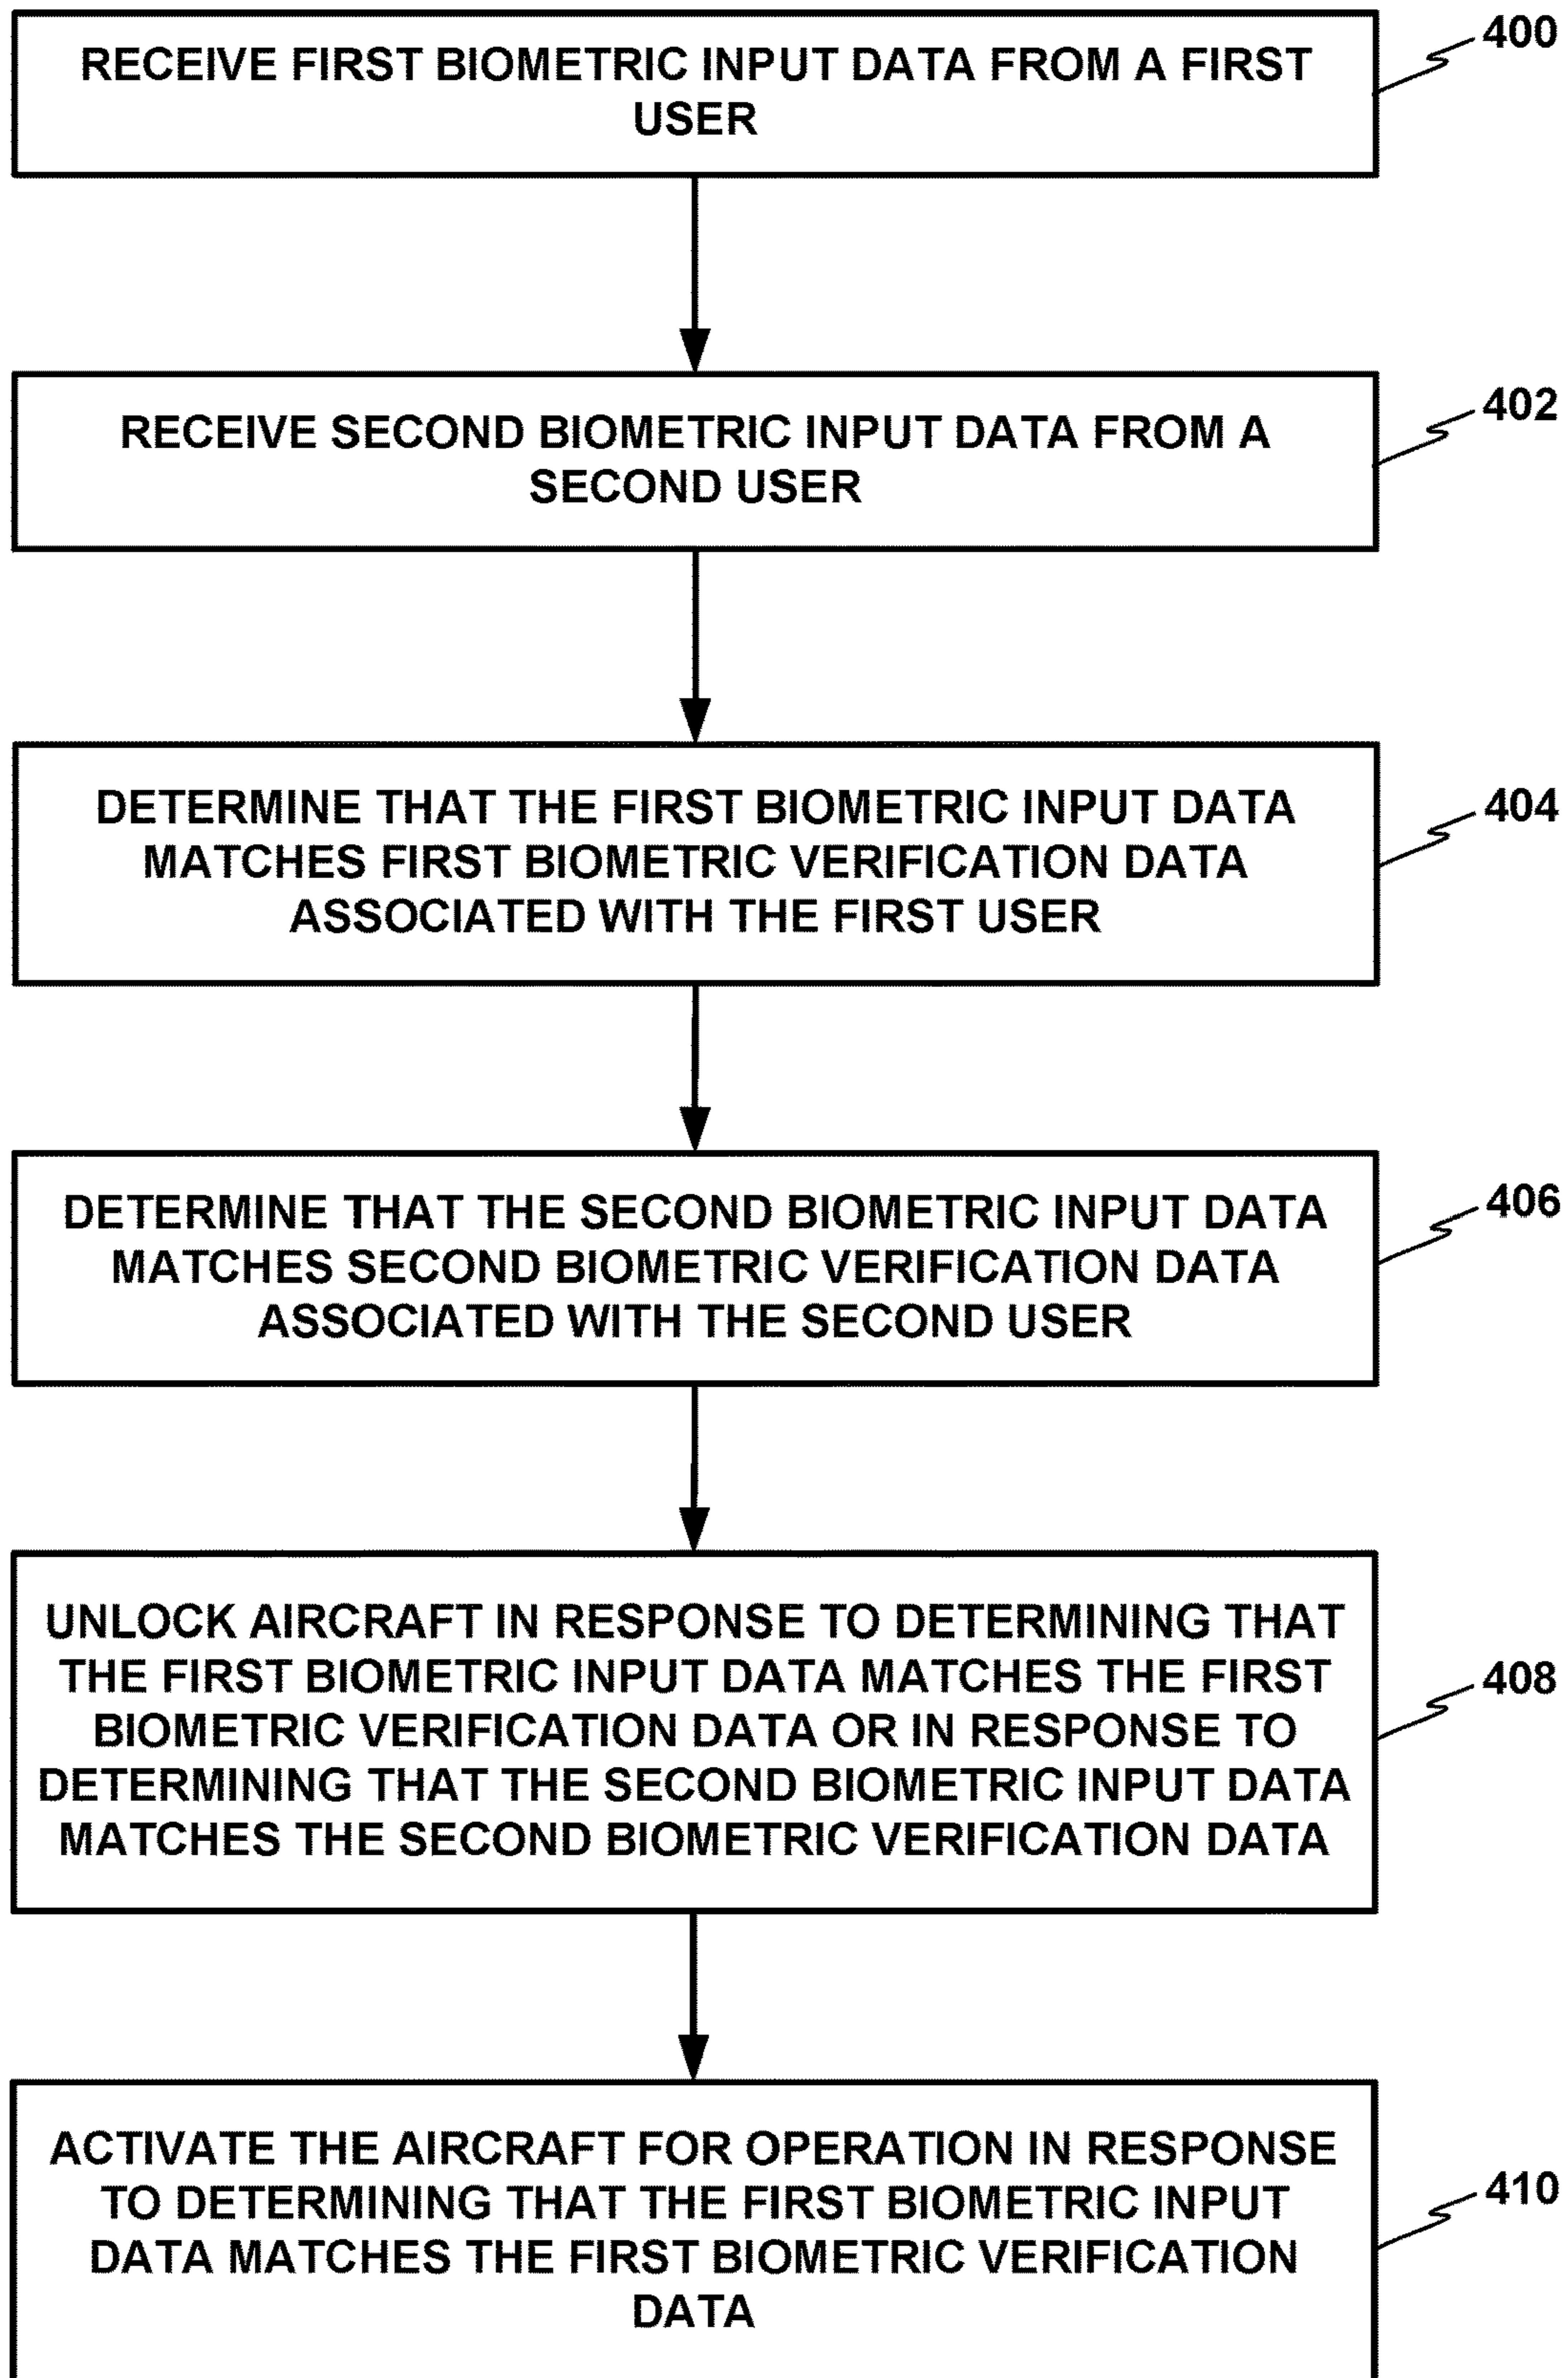 RECEIVE FIRST BIOMETRIC INPUT DATA FROM A FIRST
USER
400
RECEIVE SECOND BIOMETRIC INPUT DATA FROM A
SECOND USER
402
DETERMINE THAT THE FIRST BIOMETRIC INPUT DATA
MATCHES FIRST BIOMETRIC VERIFICATION DATA
ASSOCIATED WITH THE FIRST USER
404
DETERMINE THAT THE SECOND BIOMETRIC INPUT DATA
MATCHES SECOND BIOMETRIC VERIFICATION DATA
ASSOCIATED WITH THE SECOND USER
406
UNLOCK AIRCRAFT IN RESPONSE TO DETERMINING THAT
THE FIRST BIOMETRIC INPUT DATA MATCHES THE FIRST
BIOMETRIC VERIFICATION DATA OR IN RESPONSE TO
DETERMINING THAT THE SECOND BIOMETRIC INPUT DATA
MATCHES THE SECOND BIOMETRIC VERIFICATION DATA
408
ACTIVATE THE AIRCRAFT FOR OPERATION IN RESPONSE
TO DETERMINING THAT THE FIRST BIOMETRIC INPUT
DATA MATCHES THE FIRST BIOMETRIC VERIFICATION
DATA
410